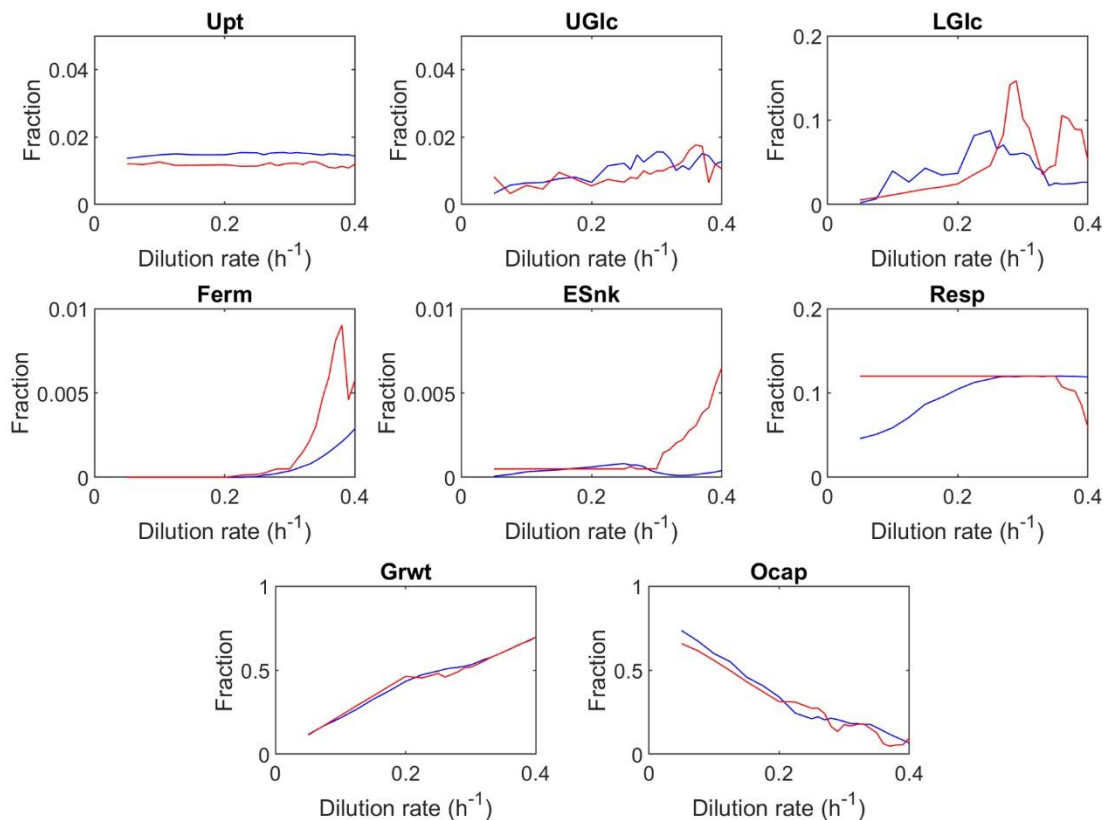 Upt
UGlc
LGlc
0.04
0.02
0
Fraction
0 0.2 0.4
Dilution rate (h⁻¹)
0.04
0.02
0
Fraction
0 0.2 0.4
Dilution rate (h⁻¹)
0.2
0.1
0
Fraction
0 0.2 0.4
Dilution rate (h⁻¹)
Ferm
ESnk
Resp
0.01
0.005
0
Fraction
0 0.2 0.4
Dilution rate (h⁻¹)
0.01
0.005
0
Fraction
0 0.2 0.4
Dilution rate (h⁻¹)
0.2
0.1
0
Fraction
0 0.2 0.4
Dilution rate (h⁻¹)
Grwt
Ocap
1
0.5
0
Fraction
0 0.2 0.4
Dilution rate (h⁻¹)
1
0.5
0
Fraction
0 0.2 0.4
Dilution rate (h⁻¹)